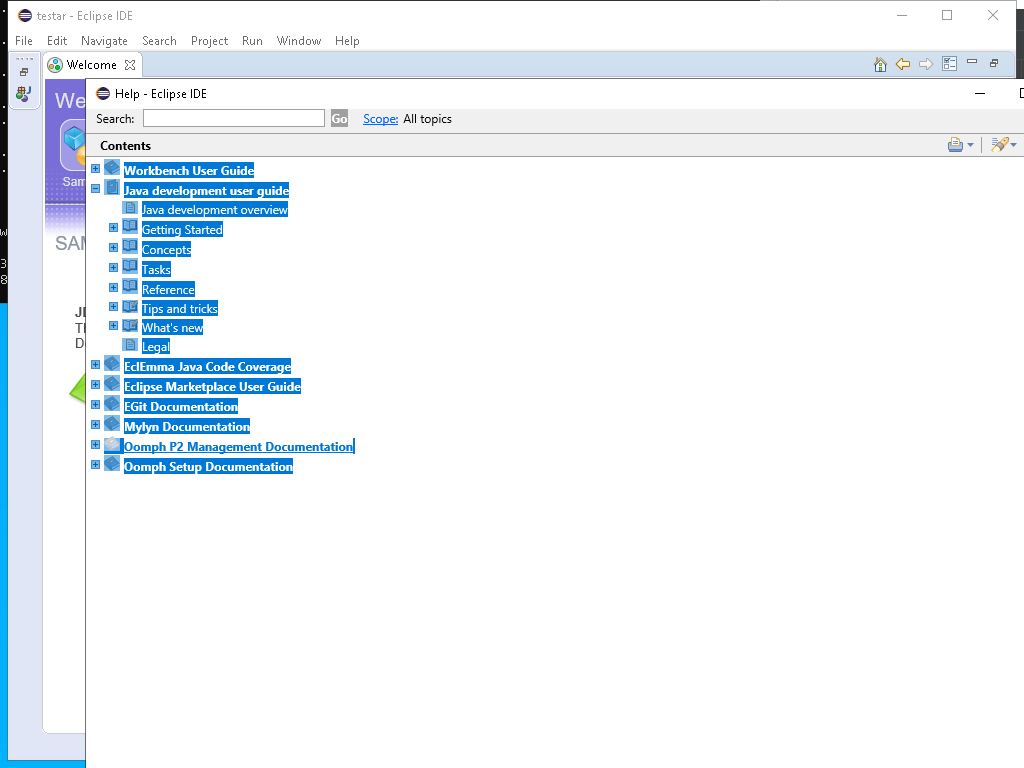 testar - Eclipse IDE
File Edit Navigate Search Project Run Window Help
Welcome
We
Help - Eclipse IDE
Search: Go Scope: All topics
Contents
Workbench User Guide
Java development user guide
Java development overview
Getting Started
Concepts
Tasks
Reference
Tips and tricks
What's new
Legal
EclEmma Java Code Coverage
Eclipse Marketplace User Guide
EGit Documentation
Mylyn Documentation
Oomph P2 Management Documentation
Oomph Setup Documentation
Sam
SAM
W
3
8